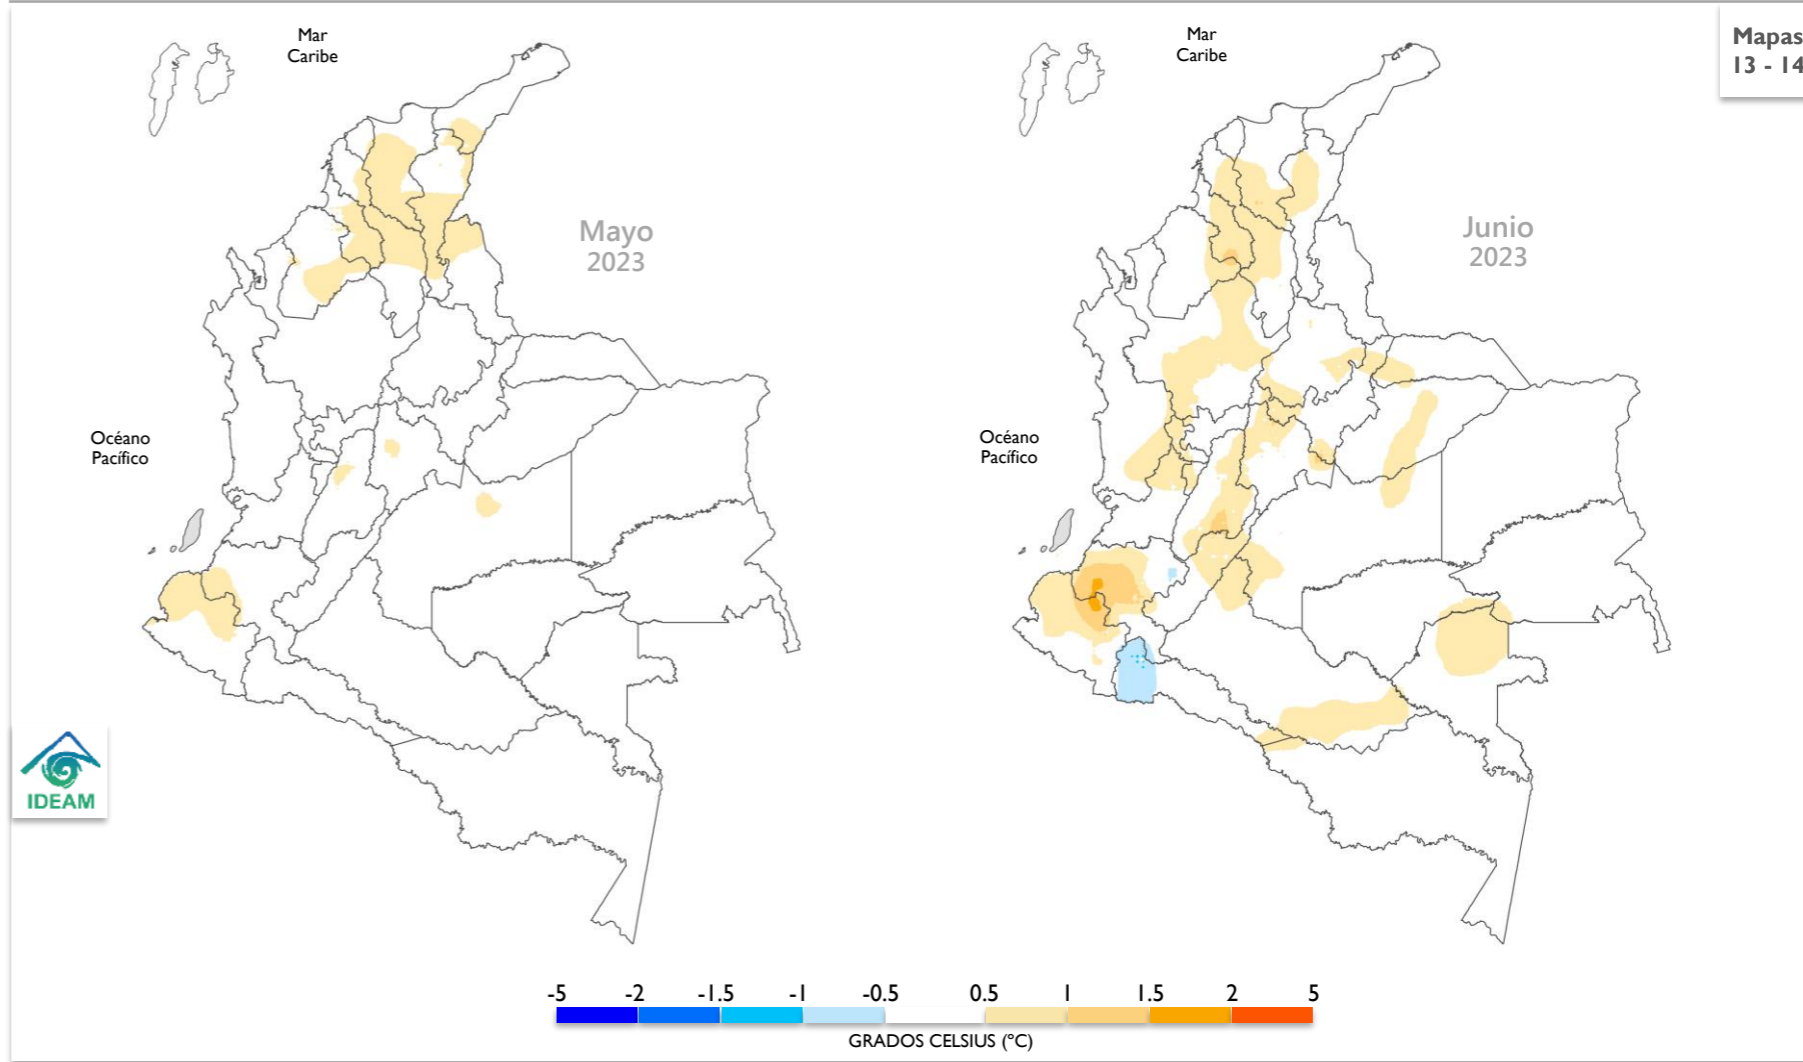 Mar
Caribe
Mar
Caribe
Mapas
13 - 14
Mayo
2023
Junio
2023
Océano
Pacífico
Océano
Pacífico
IDEAM
-5 -2 -1.5 -1 -0.5 0.5 1 1.5 2 5
GRADOS CELSIUS (°C)